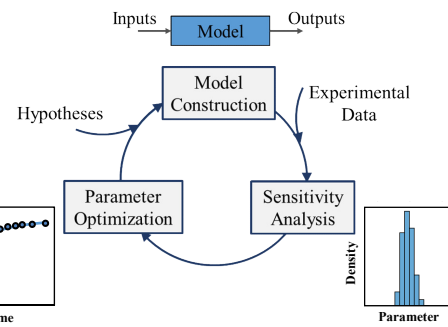 Inputs
Outputs
Model
Model
Construction
Hypotheses
Experimental
Data
Parameter
Optimization
Sensitivity
Analysis
Density
Parameter